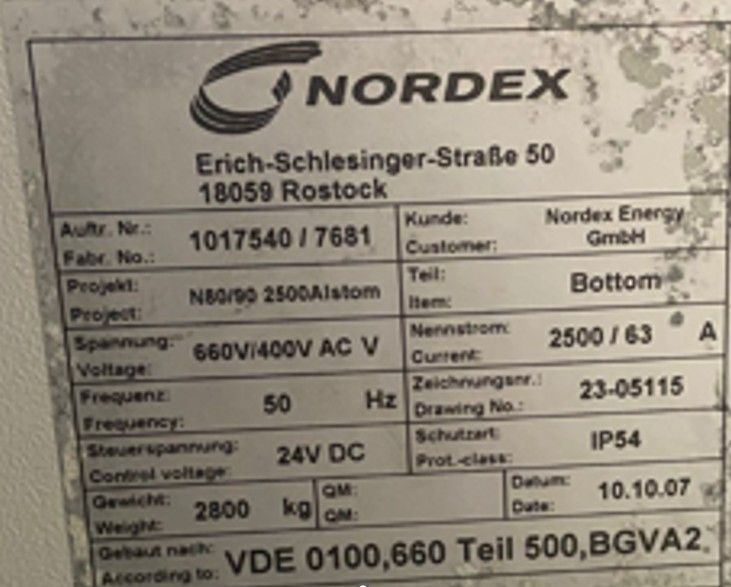 NORDEX
Erich-Schlesinger-Straße 50
18059 Rostock
Auftr. Nr.:
Fabr. No.:
1017540 / 7681
Kunde:
Customer:
Nordex Energy
GmbH
Projekt:
Project:
N80/90 2500Alstom
Teil:
Item:
Bottom
Spannung:
Voltage:
660V/400V AC V
Nennstrom:
Current:
2500 / 63 A
Frequenz:
Frequency:
50 Hz
Zeichnungsnr.:
Drawing No.:
23-05115
Steuerspannung:
Control voltage:
24V DC
Schutzart:
Prot.-class:
IP54
Gewicht:
Weight:
2800 kg
QM:
QM:
Datum:
Date:
10.10.07
Gebaut nach:
According to:
VDE 0100,660 Teil 500,BGVA2